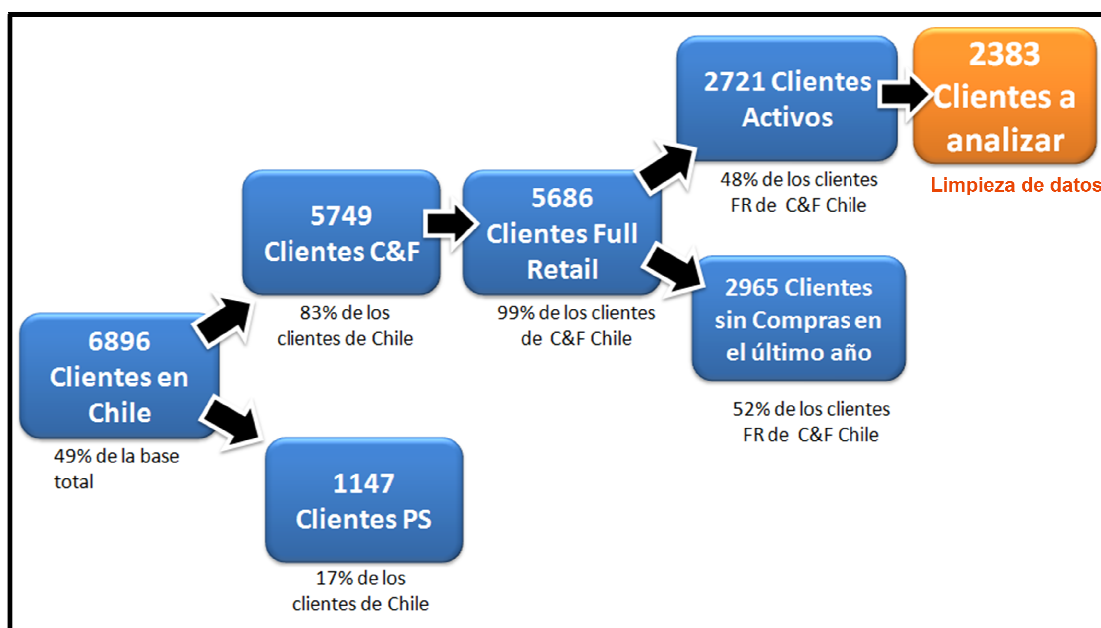 6896
Clientes en
Chile
49% de la base
total
5749
Clientes C&F
83% de los
clientes de Chile
1147
Clientes PS
17% de los
clientes de Chile
5686
Clientes Full
Retail
99% de los clientes
de C&F Chile
2721 Clientes
Activos
48% de los clientes
FR de C&F Chile
2965 Clientes
sin Compras en
el último año
52% de los clientes
FR de C&F Chile
2383
Clientes a
analizar
Limpieza de datos